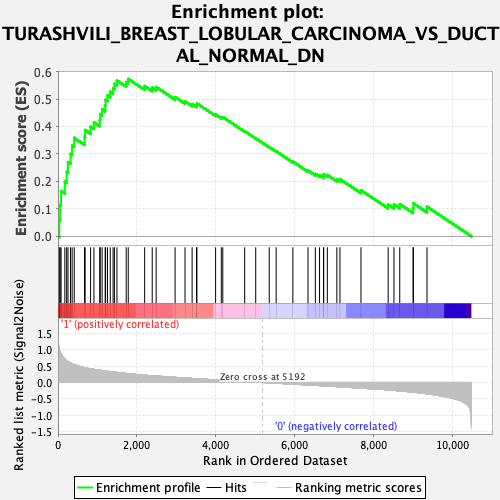 Enrichment plot:
TURASHVILI_BREAST_LOBULAR_CARCINOMA_VS_DUCT
AL_NORMAL_DN
Enrichment score (ES)
0.6
0.5
0.4
0.3
0.2
0.1
0.0
'1' (positively correlated)
Ranked list metric (Signal2Noise)
1.5
1.0
0.5
0.0
-0.5
-1.0
-1.5
Zero cross at 5192
'0' (negatively correlated)
0
2,000
4,000
6,000
8,000
10,000
Rank in Ordered Dataset
Enrichment profile
Hits
Ranking metric scores